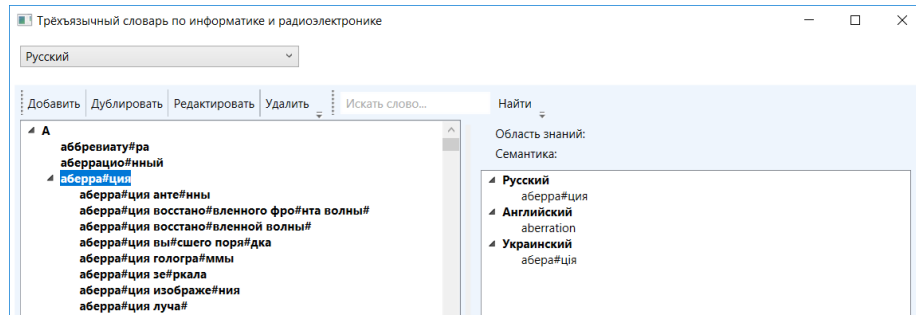 Трёхъязычный словарь по информатике и радиоэлектронике
Русский
Добавить Дублировать Редактировать Удалить Искать слово... Найти
А
аббревиату#ра
аберрацио#нный
аберра#ция
аберра#ция анте#нны
аберра#ция восстано#вленного фро#нта волны#
аберра#ция восстано#вленной волны#
аберра#ция вы#сшего поря#дка
аберра#ция гологра#ммы
аберра#ция зе#ркала
аберра#ция изображе#ния
аберра#ция луча#
Область знаний:
Семантика:
Русский
аберра#ция
Английский
aberration
Украинский
абера#ція